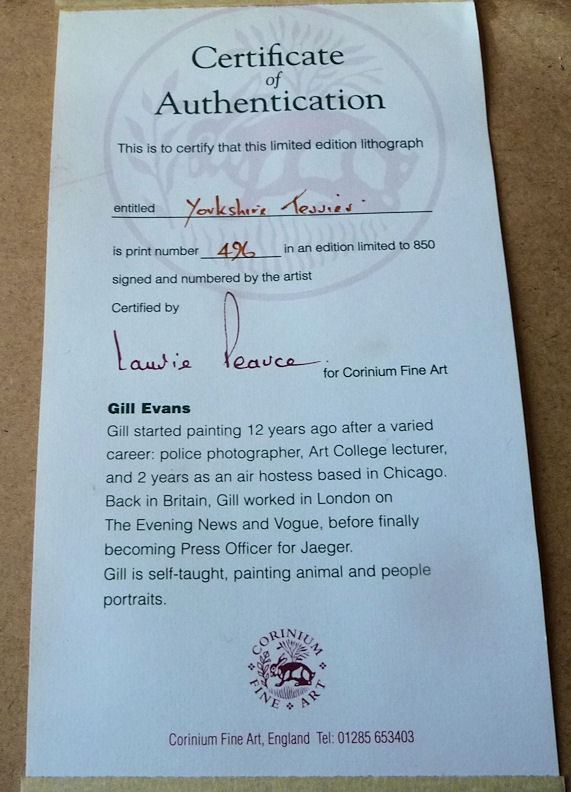 Certificate
of
Authentication
This is to certify that this limited edition lithograph
entitled Yorkshire Terrier.
is print number 496 in an edition limited to 850
signed and numbered by the artist
Certified by
Laurie Pearce
for Corinium Fine Art
Gill Evans
Gill started painting 12 years ago after a varied
career: police photographer, Art College lecturer,
and 2 years as an air hostess based in Chicago.
Back in Britain, Gill worked in London on
The Evening News and Vogue, before finally
becoming Press Officer for Jaeger.
Gill is self-taught, painting animal and people
portraits.
CORINIUM
FINE ART
Corinium Fine Art, England Tel: 01285 653403